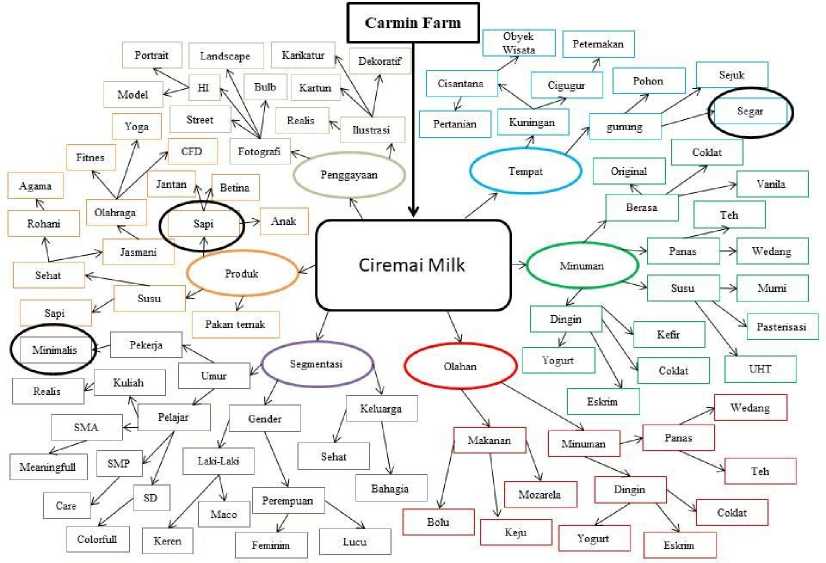 Carmin Farm
Portrait
Landscape
Karikatur
Dekoratif
Model
HI
Bulb
Kartun
Street
Realis
Ilustrasi
Fotografi
Penggayaan
Obyek
Wisata
Peternakan
Cisantana
Cigugur
Pohon
Sejuk
Segar
Pertanian
Kuningan
gunung
Tempat
Yoga
Fitnes
CFD
Agama
Jantan
Betina
Rohani
Olahraga
Sapi
Anak
Jasmani
Sehat
Produk
Sapi
Susu
Pakan ternak
Ciremai Milk
Coklat
Original
Vanila
Berasa
Teh
Panas
Wedang
Minuman
Susu
Murni
Dingin
Kefir
Pasterisasi
Yogurt
Coklat
UHT
Eskrim
Minimalis
Pekerja
Segmentasi
Realis
Kuliah
Umur
Pelajar
Gender
Keluarga
SMA
Meaningfull
SMP
Laki-Laki
Sehat
Care
SD
Perempuan
Bahagia
Maco
Colorfull
Keren
Feminim
Lucu
Olahan
Makanan
Minuman
Wedang
Panas
Teh
Mozarela
Dingin
Bolu
Keju
Coklat
Yogurt
Eskrim